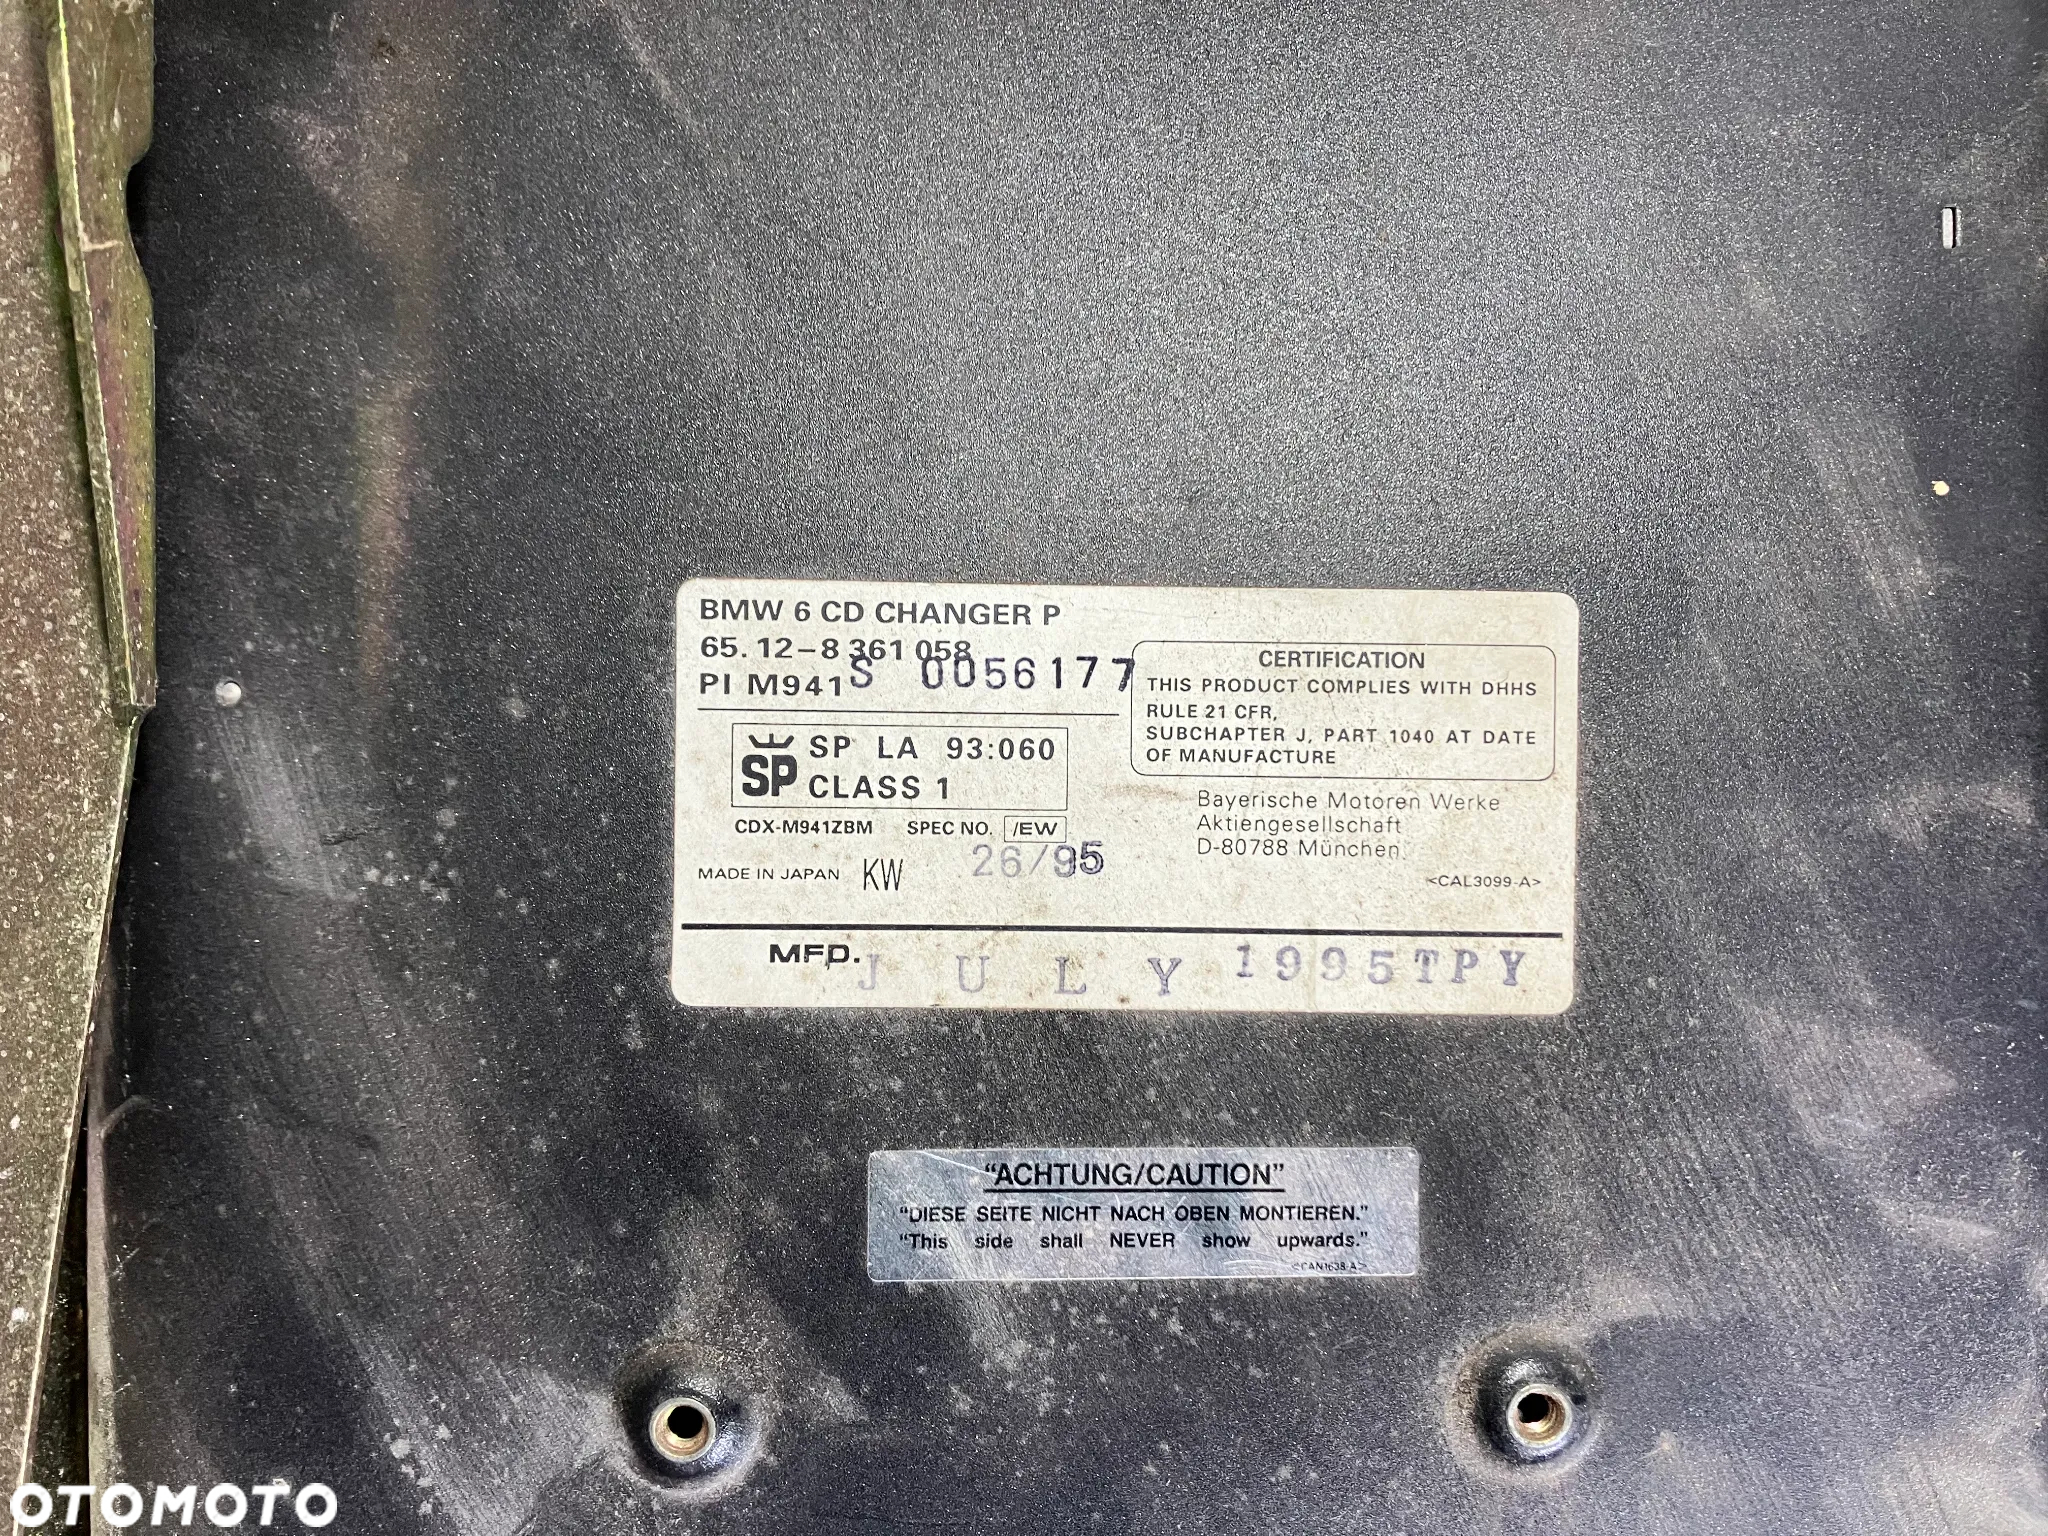 BMW 6 CD CHANGER P
65.12-8 361 058
PI M941 S 0056177
SP SP LA 93:060
CLASS 1
CDX-M941ZBM SPEC NO. /EW
MADE IN JAPAN KW 26/95
CERTIFICATION
THIS PRODUCT COMPLIES WITH DHHS
RULE 21 CFR,
SUBCHAPTER J, PART 1040 AT DATE
OF MANUFACTURE
Bayerische Motoren Werke
Aktiengesellschaft
D-80788 München
<CAL3099-A>
MFD. JULY 1995TPY
"ACHTUNG/CAUTION"
"DIESE SEITE NICHT NACH OBEN MONTIEREN."
"This side shall NEVER show upwards."
<CAN1638-A>
OTOMOTO